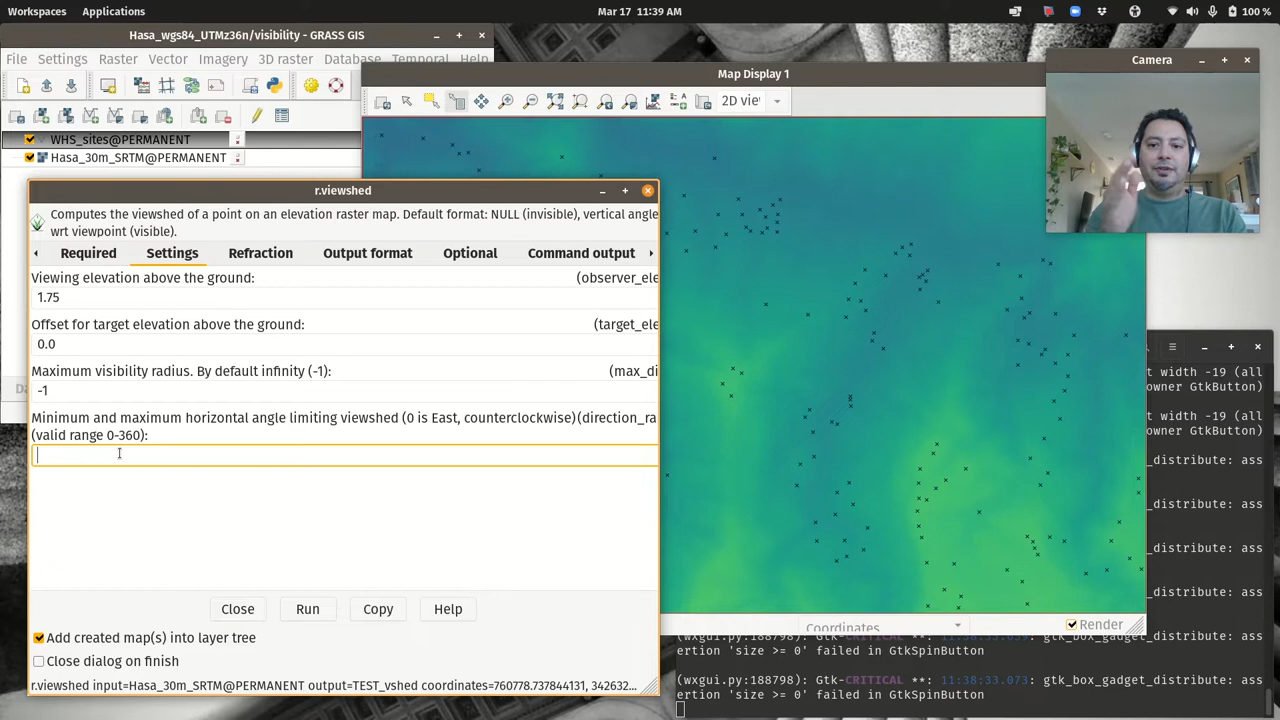 Workspaces Applications Mar 17 11:39 AM 100 %
Hasa_wgs84_UTMz36n/visibility - GRASS GIS
File Settings Raster Vector Imagery 3D raster Database Temporal Help
WHS_sites@PERMANENT
Hasa_30m_SRTM@PERMANENT
Map Display 1
2D vie
Camera
r.viewshed
Computes the viewshed of a point on an elevation raster map. Default format: NULL (invisible), vertical angle
wrt viewpoint (visible).
Required Settings Refraction Output format Optional Command output
Viewing elevation above the ground: (observer_ele
1.75
Offset for target elevation above the ground: (target_ele
0.0
Maximum visibility radius. By default infinity (-1): (max_di
-1
Minimum and maximum horizontal angle limiting viewshed (0 is East, counterclockwise)(direction_ra
(valid range 0-360):
Close Run Copy Help
Add created map(s) into layer tree
Close dialog on finish
r.viewshed input=Hasa_30m_SRTM@PERMANENT output=TEST_vshed coordinates=760778.737844131, 342632...
Coordinates
Render
t width -19 (all
owner GtkButton)
t width -19 (all
owner GtkButton)
_distribute: ass
_distribute: ass
_distribute: ass
_distribute: ass
(wxgui.py:188798): Gtk-CRITICAL **: 11:38:33.059: gtk_box_gadget_distribute: ass
ertion 'size >= 0' failed in GtkSpinButton
(wxgui.py:188798): Gtk-CRITICAL **: 11:38:33.073: gtk_box_gadget_distribute: ass
ertion 'size >= 0' failed in GtkSpinButton